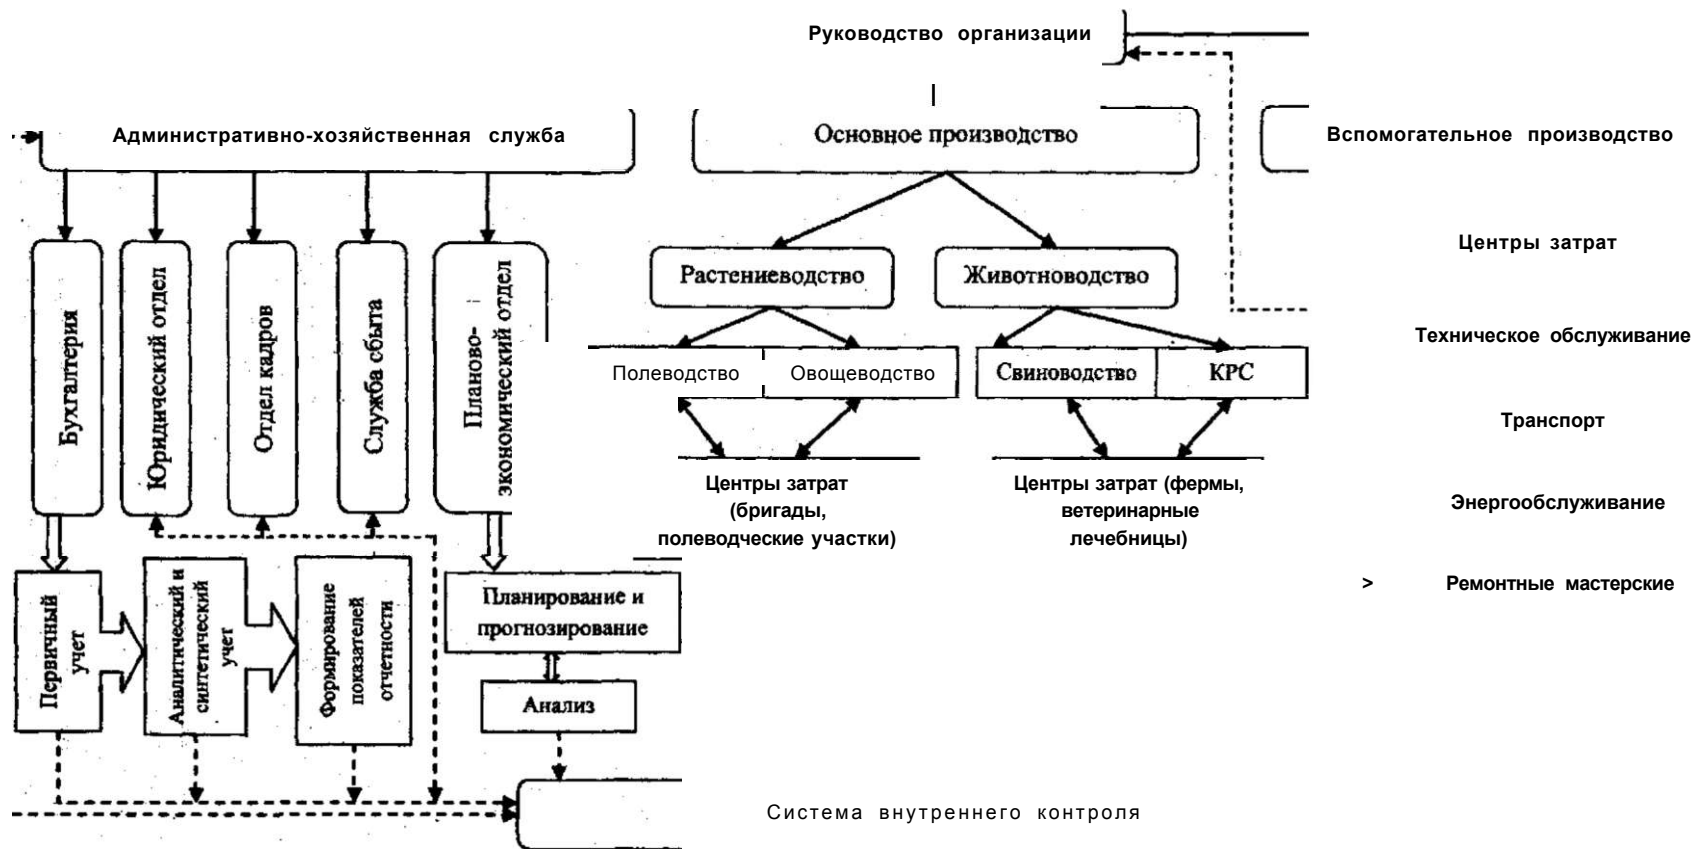 Руководство организации
Административно-хозяйственная служба
Основное производство
Вспомогательное производство
Бухгалтерия
Юридический отдел
Отдел кадров
Служба сбыта
Планово-
экономический отдел
Растениеводство
Животноводство
Центры затрат
Техническое обслуживание
Полеводство
Овощеводство
Свиноводство
КРС
Транспорт
Центры затрат
(бригады,
полеводческие участки)
Центры затрат (фермы,
ветеринарные
лечебницы)
Энергообслуживание
> Ремонтные мастерские
Первичный
учет
Аналитический и
синтетический
учет
Формирование
показателей
отчетности
Планирование и
прогнозирование
Анализ
Система внутреннего контроля